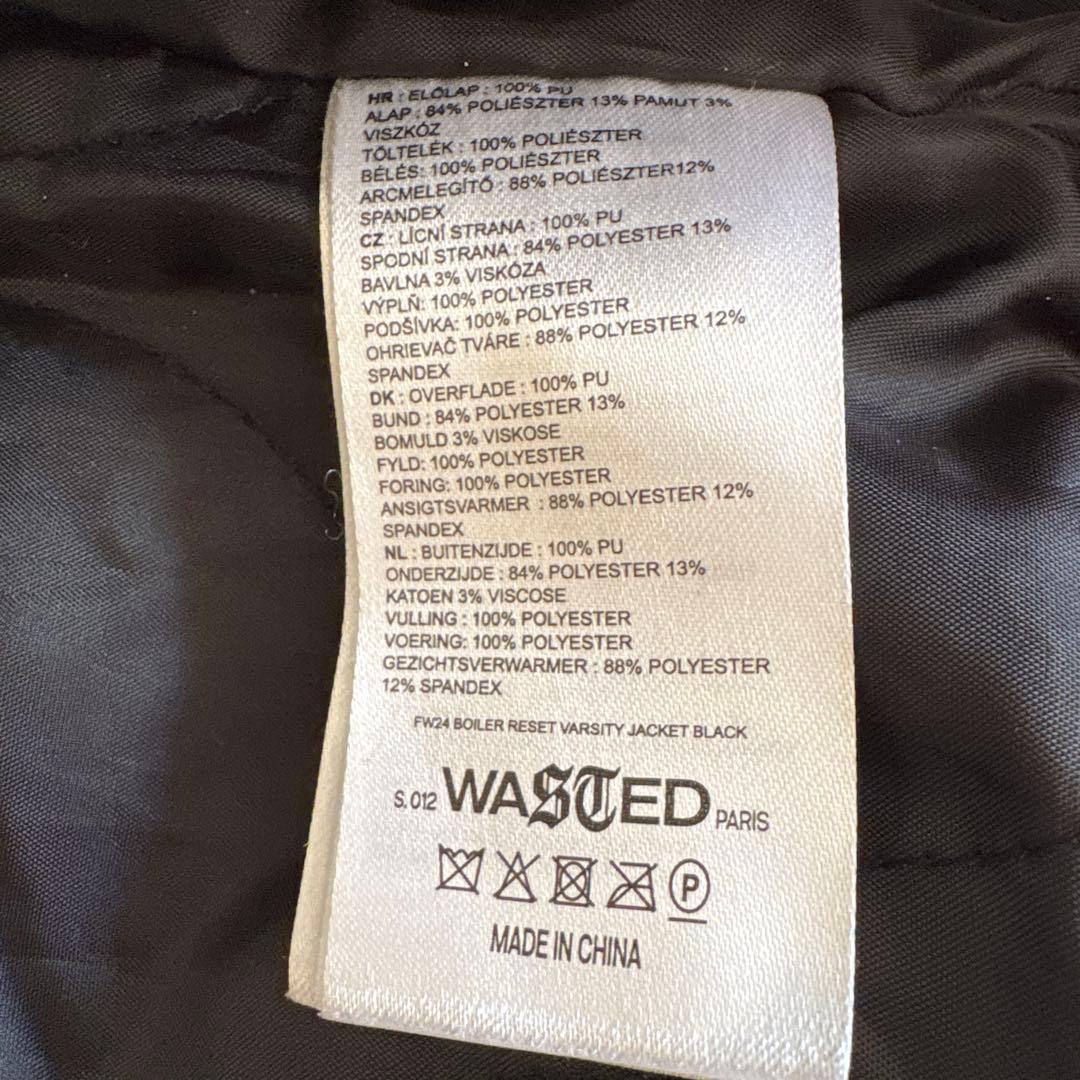 HR : ELŐLAP : 100% PU
ALAP : 84% POLIÉSZTER 13% PAMUT 3%
VISZKÓZ
TÖLTELÉK : 100% POLIÉSZTER
BÉLÉS: 100% POLIÉSZTER
ARCMELEGÍTŐ : 88% POLIÉSZTER12%
SPANDEX
CZ : LÍCNÍ STRANA : 100% PU
SPODNÍ STRANA : 84% POLYESTER 13%
BAVLNA 3% VISKÓZA
VÝPLŇ: 100% POLYESTER
PODŠÍVKA: 100% POLYESTER
OHRIEVAČ TVÁRE : 88% POLYESTER 12%
SPANDEX
DK : OVERFLADE : 100% PU
BUND : 84% POLYESTER 13%
BOMULD 3% VISKOSE
FYLD: 100% POLYESTER
FORING: 100% POLYESTER
ANSIGTSVARMER : 88% POLYESTER 12%
SPANDEX
NL : BUITENZIJDE : 100% PU
ONDERZIJDE : 84% POLYESTER 13%
KATOEN 3% VISCOSE
VULLING : 100% POLYESTER
VOERING: 100% POLYESTER
GEZICHTSVERWARMER : 88% POLYESTER
12% SPANDEX
FW24 BOILER RESET VARSITY JACKET BLACK
S. 012 WASTED PARIS
P
MADE IN CHINA